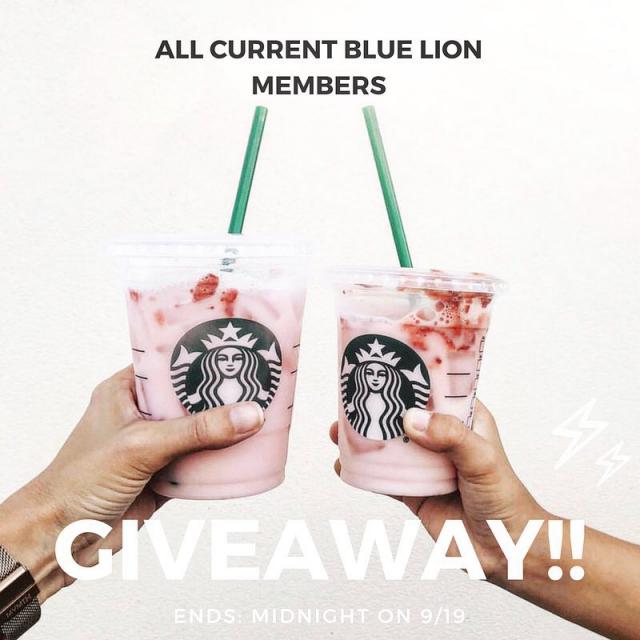 ALL CURRENT BLUE LION
MEMBERS
GIVEAWAY!!
ENDS: MIDNIGHT ON 9/19